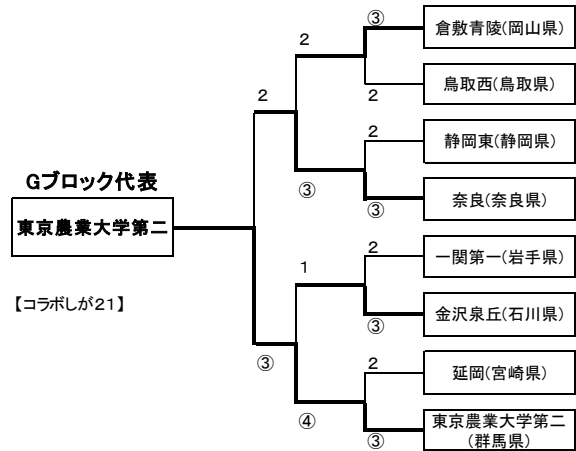 ③
倉敷青陵(岡山県)
2
2
鳥取西(鳥取県)
2
2
静岡東(静岡県)
Gブロック代表
③
③
奈良(奈良県)
東京農業大学第二
2
一関第一(岩手県)
1
【コラボしが21】
③
金沢泉丘(石川県)
③
2
延岡(宮崎県)
④
③
東京農業大学第二
(群馬県)